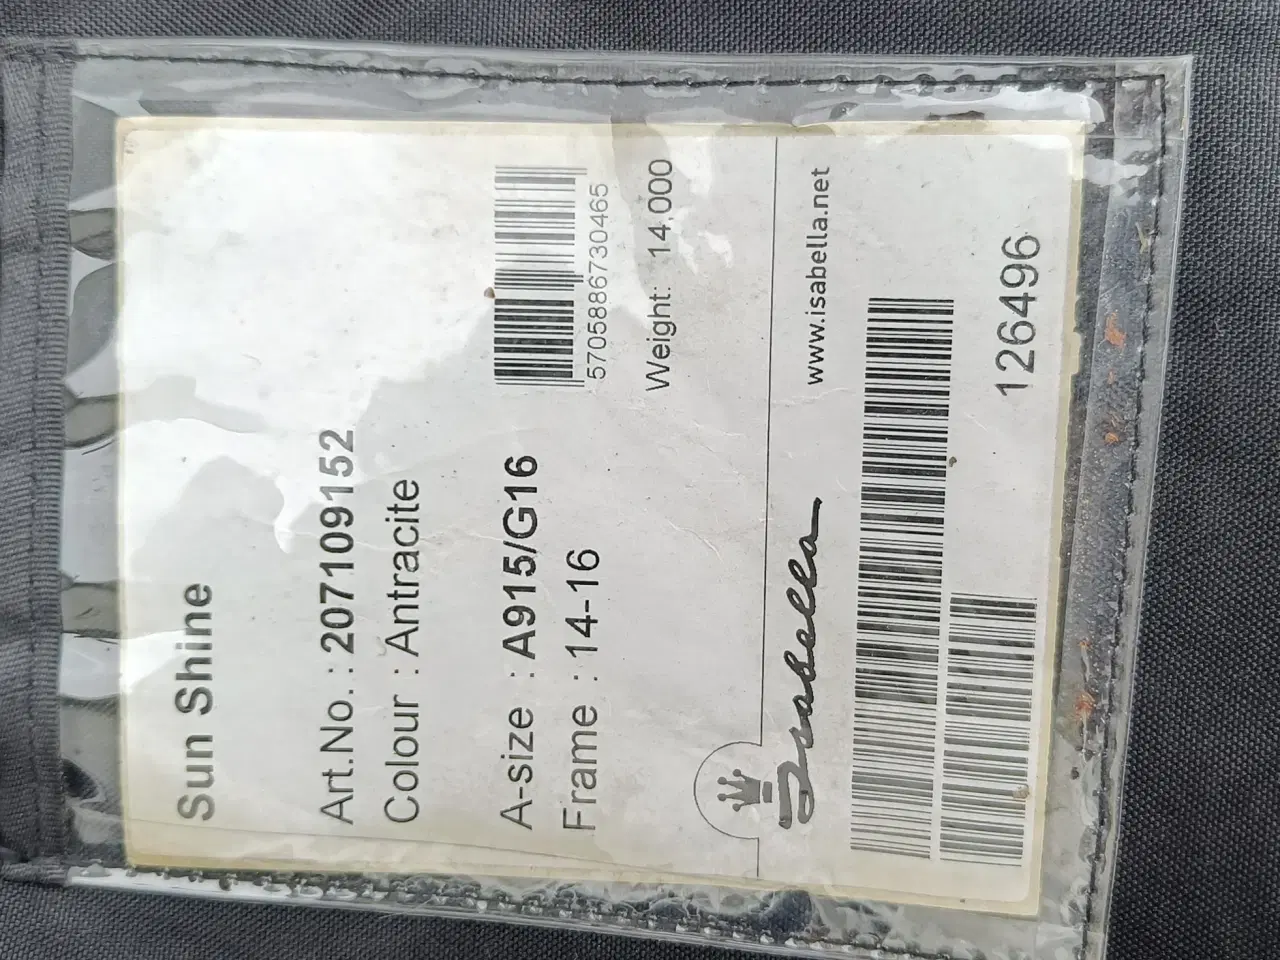 Sun Shine
Art.No. : 207109152
Colour : Antracite
A-size : A915/G16
Frame : 14-16
5705886730465
Weight: 14,000
www.isabella.net
Isabella
126496